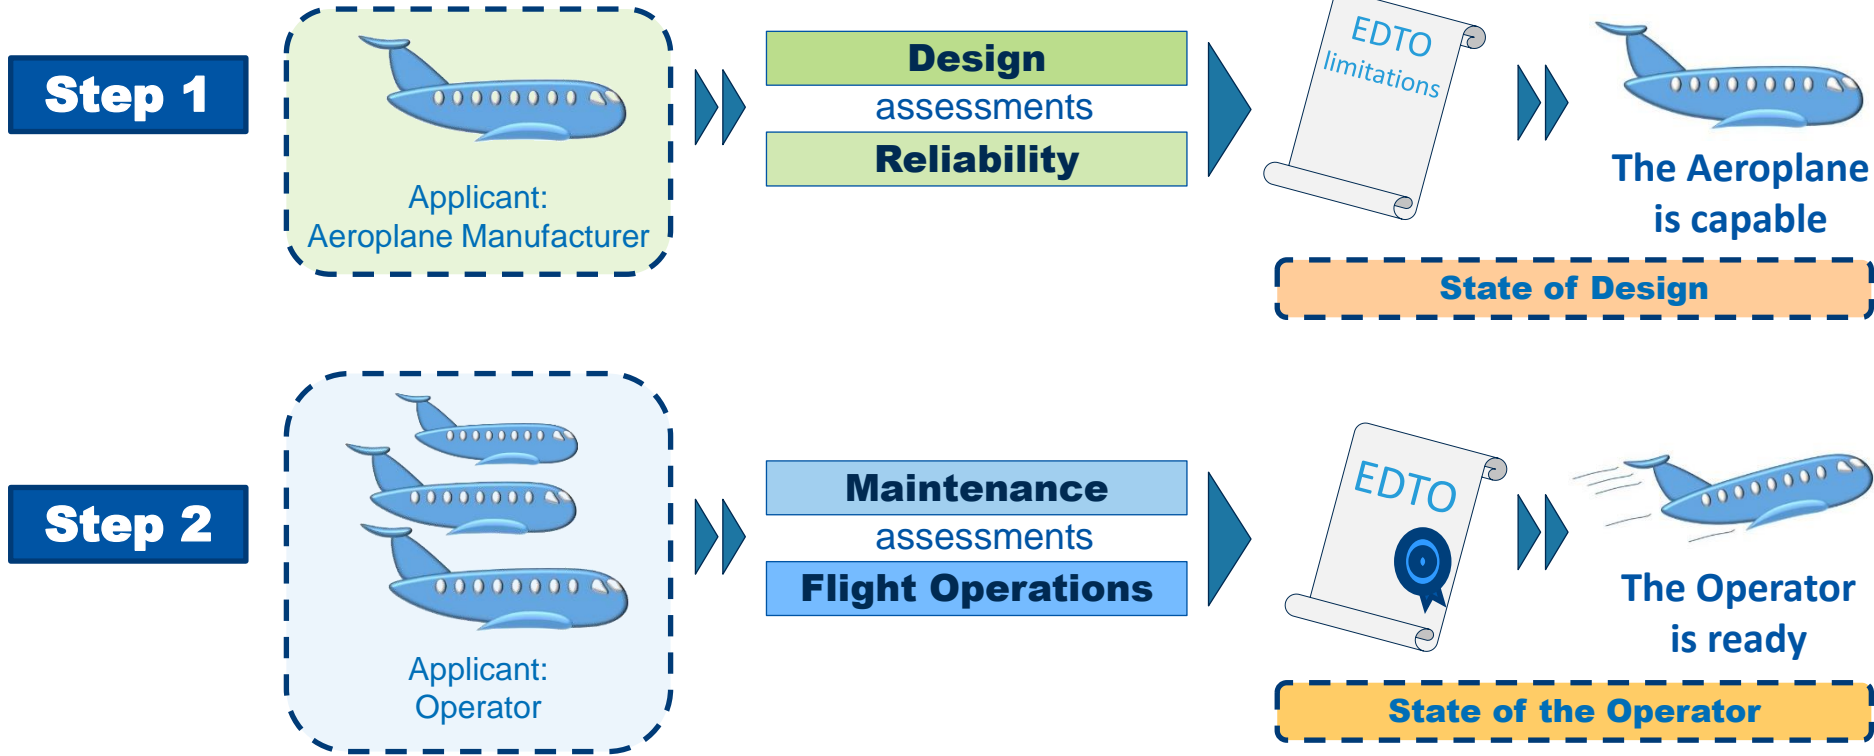 Step 1
Applicant:
Aeroplane Manufacturer
Design
assessments
Reliability
EDTO
limitations
The Aeroplane
is capable
State of Design
Step 2
Applicant:
Operator
Maintenance
assessments
Flight Operations
EDTO
The Operator
is ready
State of the Operator